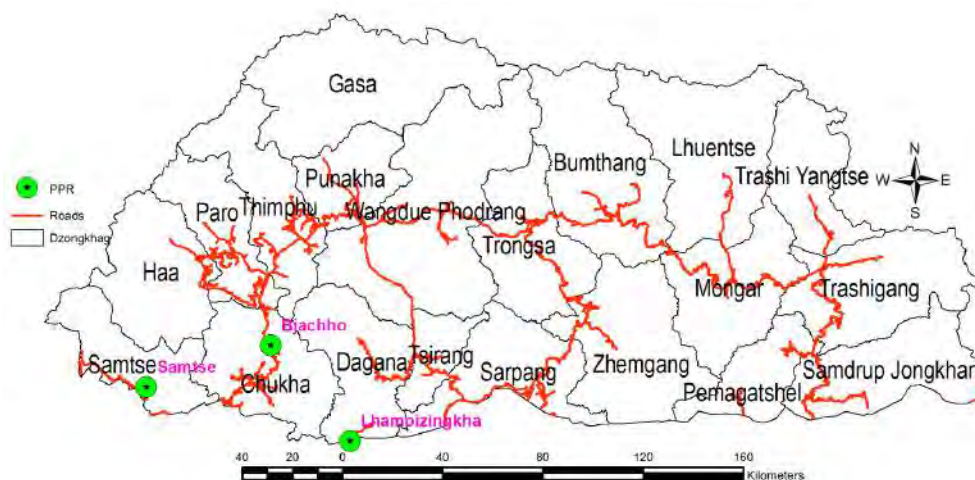 Gasa
Lhuentse
Bumthang
N
W E
S
Trashi Yangtse
Punakha
PPR
Thimphu
Paro
Wangdue Phodrang
Roads
Dzongkhag
Trongsa
Haa
Mongar
Trashigang
Bjachho
Samtse
Samtse
Dagana
Tsirang
Zhemgang
Sarpang
Chukha
Samdrup Jongkhar
Pemagatshel
Lhamoizingkha
40 20 0 40 80 120 160
Kilometers